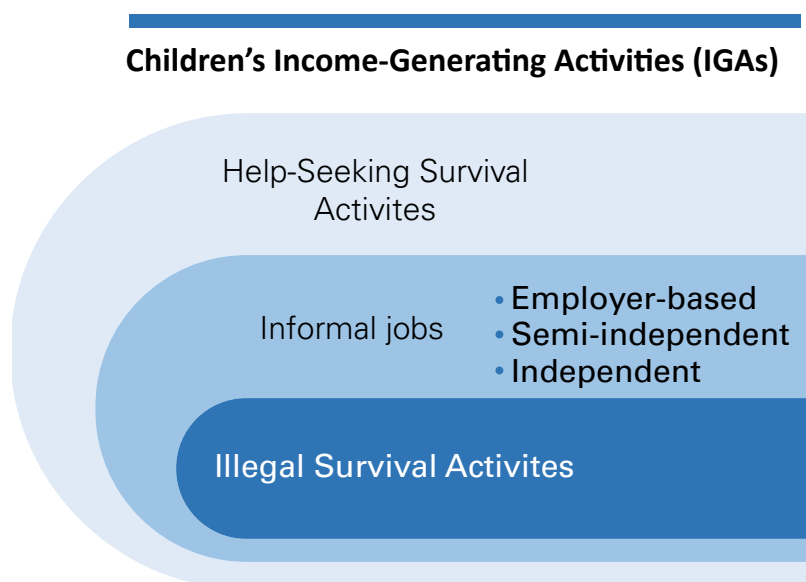 Children's Income-Generating Activities (IGAs)
Help-Seeking Survival
Activites
Informal jobs
• Employer-based
• Semi-independent
• Independent
Illegal Survival Activites